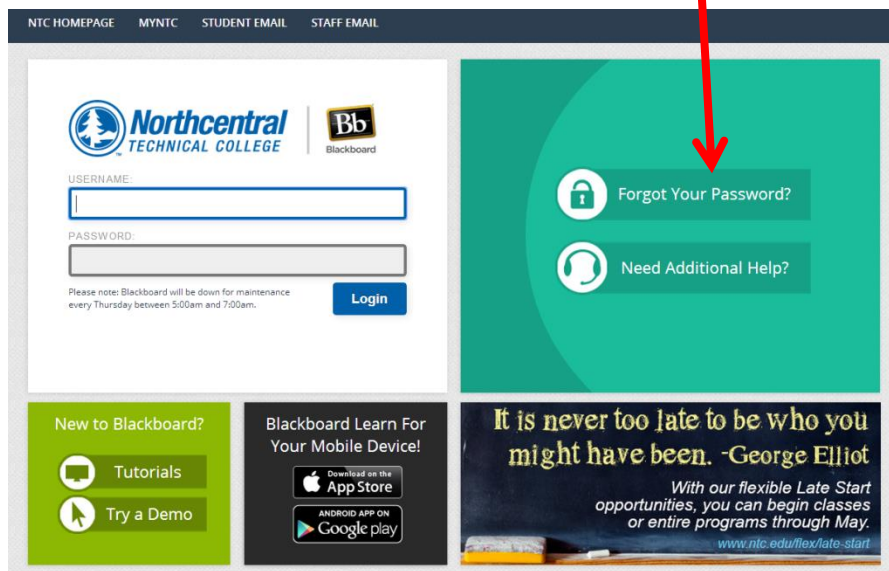 NTC HOMEPAGE MYNTC STUDENT EMAIL STAFF EMAIL
Northcentral
TECHNICAL COLLEGE
Bb
Blackboard
USERNAME:
PASSWORD:
Please note: Blackboard will be down for maintenance
every Thursday between 5:00am and 7:00am.
Login
Forgot Your Password?
Need Additional Help?
New to Blackboard?
Tutorials
Try a Demo
Blackboard Learn For
Your Mobile Device!
Download on the
App Store
ANDROID APP ON
Google play
It is never too late to be who you
might have been. -George Elliot
With our flexible Late Start
opportunities, you can begin classes
or entire programs through May.
www.ntc.edu/flex/late-start